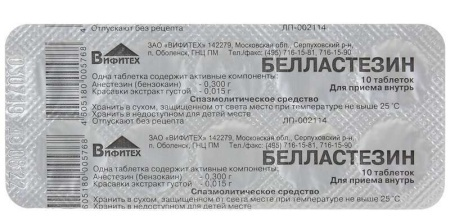 Отпускают без рецепта ЛП-002114
ВИФИТЕХ
ЗАО «ВИФИТЕХ» 142279, Московская обл., Серпуховский р-н,
п. Оболенск, ГНЦ ПМ Тел./факс: (495) 716-15-81, 716-15-90
Одна таблетка содержит активные компоненты:
Анестезин (бензокаин) - 0,300 г
Красавки экстракт густой - 0,015 г
БЕЛЛАСТЕЗИН
10 таблеток
Для приема внутрь
Спазмолитическое средство
Хранить в сухом, защищенном от света месте при температуре не выше 25 °С
Хранить в недоступном для детей месте
Отпускают без рецепта ЛП-002114
ВИФИТЕХ
ЗАО «ВИФИТЕХ» 142279, Московская обл., Серпуховский р-н,
п. Оболенск, ГНЦ ПМ Тел./факс: (495) 716-15-81, 716-15-90
Одна таблетка содержит активные компоненты:
Анестезин (бензокаин) - 0,300 г
Красавки экстракт густой - 0,015 г
БЕЛЛАСТЕЗИН
10 таблеток
Для приема внутрь
Спазмолитическое средство
Хранить в сухом, защищенном от света месте при температуре не выше 25 °С
Хранить в недоступном для детей месте
4 605180 005768